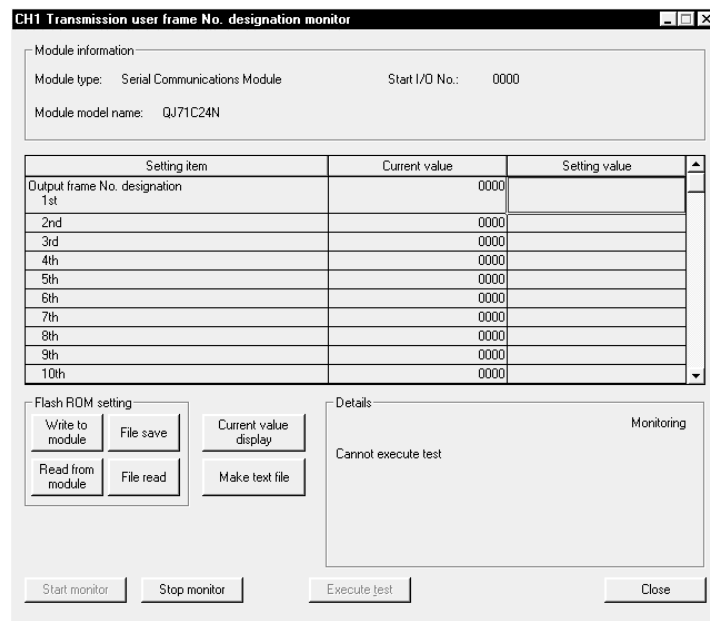 CH1 Transmission user frame No. designation monitor
Module information
Module type: Serial Communications Module Start I/O No.: 0000
Module model name: QJ71C24N
Setting item Current value Setting value
Output frame No. designation
1st 0000
2nd 0000
3rd 0000
4th 0000
5th 0000
6th 0000
7th 0000
8th 0000
9th 0000
10th 0000
Flash ROM setting
Write to
module
File save
Current value
display
Read from
module
File read
Make text file
Details
Monitoring
Cannot execute test
Start monitor Stop monitor Execute test Close